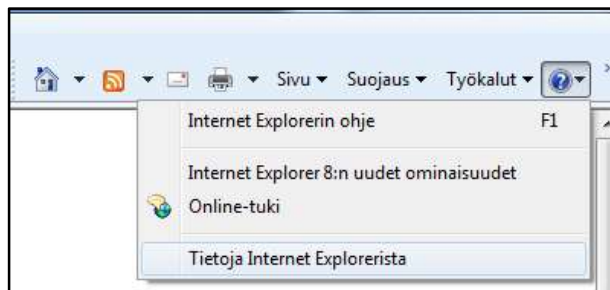 Sivu Suojaus Työkalut
Internet Explorerin ohje F1
Internet Explorer 8:n uudet ominaisuudet
Online-tuki
Tietoja Internet Explorerista